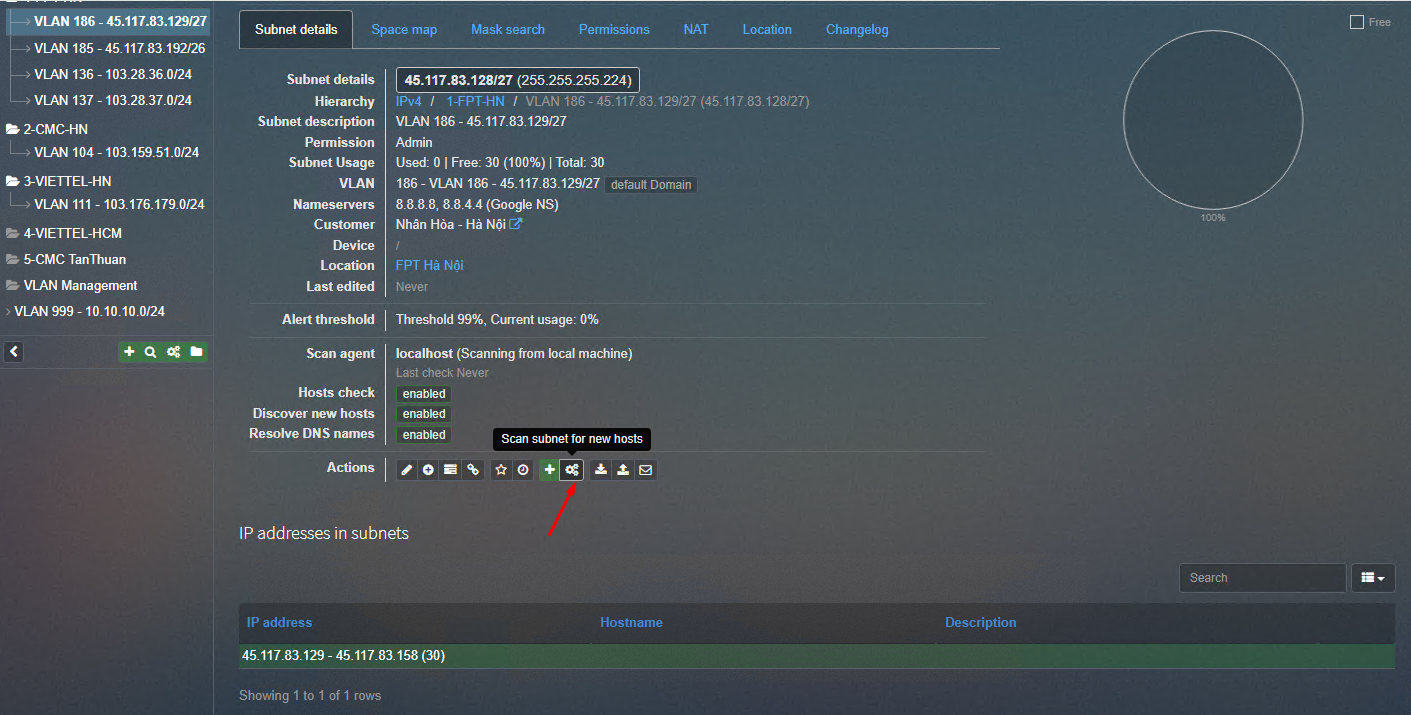 VLAN 186 - 45.117.83.129/27
VLAN 185 - 45.117.83.192/26
VLAN 136 - 103.28.36.0/24
VLAN 137 - 103.28.37.0/24
2-CMC-HN
VLAN 104 - 103.159.51.0/24
3-VIETTEL-HN
VLAN 111 - 103.176.179.0/24
4-VIETTEL-HCM
5-CMC TanThuan
VLAN Management
VLAN 999 - 10.10.10.0/24
Subnet details Space map Mask search Permissions NAT Location Changelog
Subnet details 45.117.83.128/27 (255.255.255.224)
Hierarchy IPv4 / 1-FPT-HN / VLAN 186 - 45.117.83.129/27 (45.117.83.128/27)
Subnet description VLAN 186 - 45.117.83.129/27
Permission Admin
Subnet Usage Used: 0 | Free: 30 (100%) | Total: 30
VLAN 186 - VLAN 186 - 45.117.83.129/27 default Domain
Nameservers 8.8.8.8, 8.8.4.4 (Google NS)
Customer Nhân Hòa - Hà Nội
Device /
Location FPT Hà Nội
Last edited Never
Alert threshold Threshold 99%, Current usage: 0%
Scan agent localhost (Scanning from local machine)
Last check Never
Hosts check enabled
Discover new hosts enabled
Resolve DNS names enabled
Scan subnet for new hosts
Actions
Free
100%
IP addresses in subnets
Search
IP address Hostname Description
45.117.83.129 - 45.117.83.158 (30)
Showing 1 to 1 of 1 rows